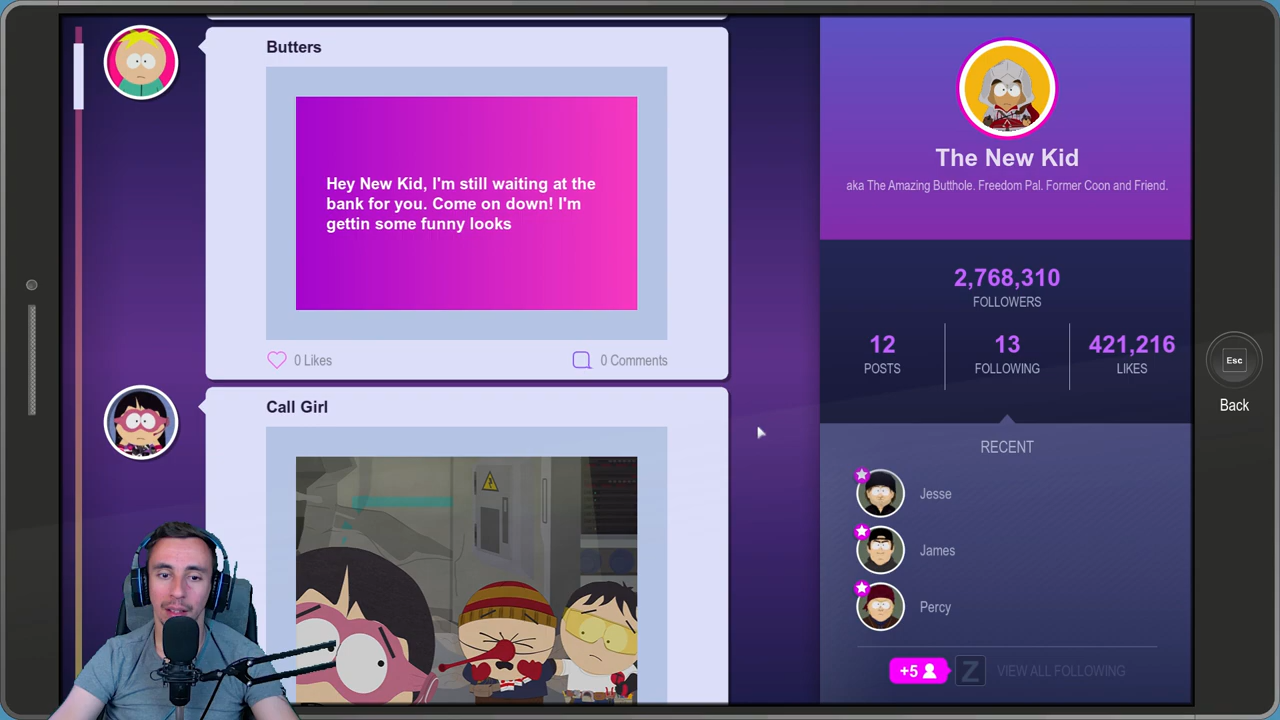 Butters
Hey New Kid, I'm still waiting at the
bank for you. Come on down! I'm
gettin some funny looks
0 Likes
0 Comments
Call Girl
The New Kid
aka The Amazing Butthole. Freedom Pal. Former Coon and Friend.
2,768,310
FOLLOWERS
12
POSTS
13
FOLLOWING
421,216
LIKES
RECENT
Jesse
James
Percy
+5
Z
VIEW ALL FOLLOWING
Esc
Back